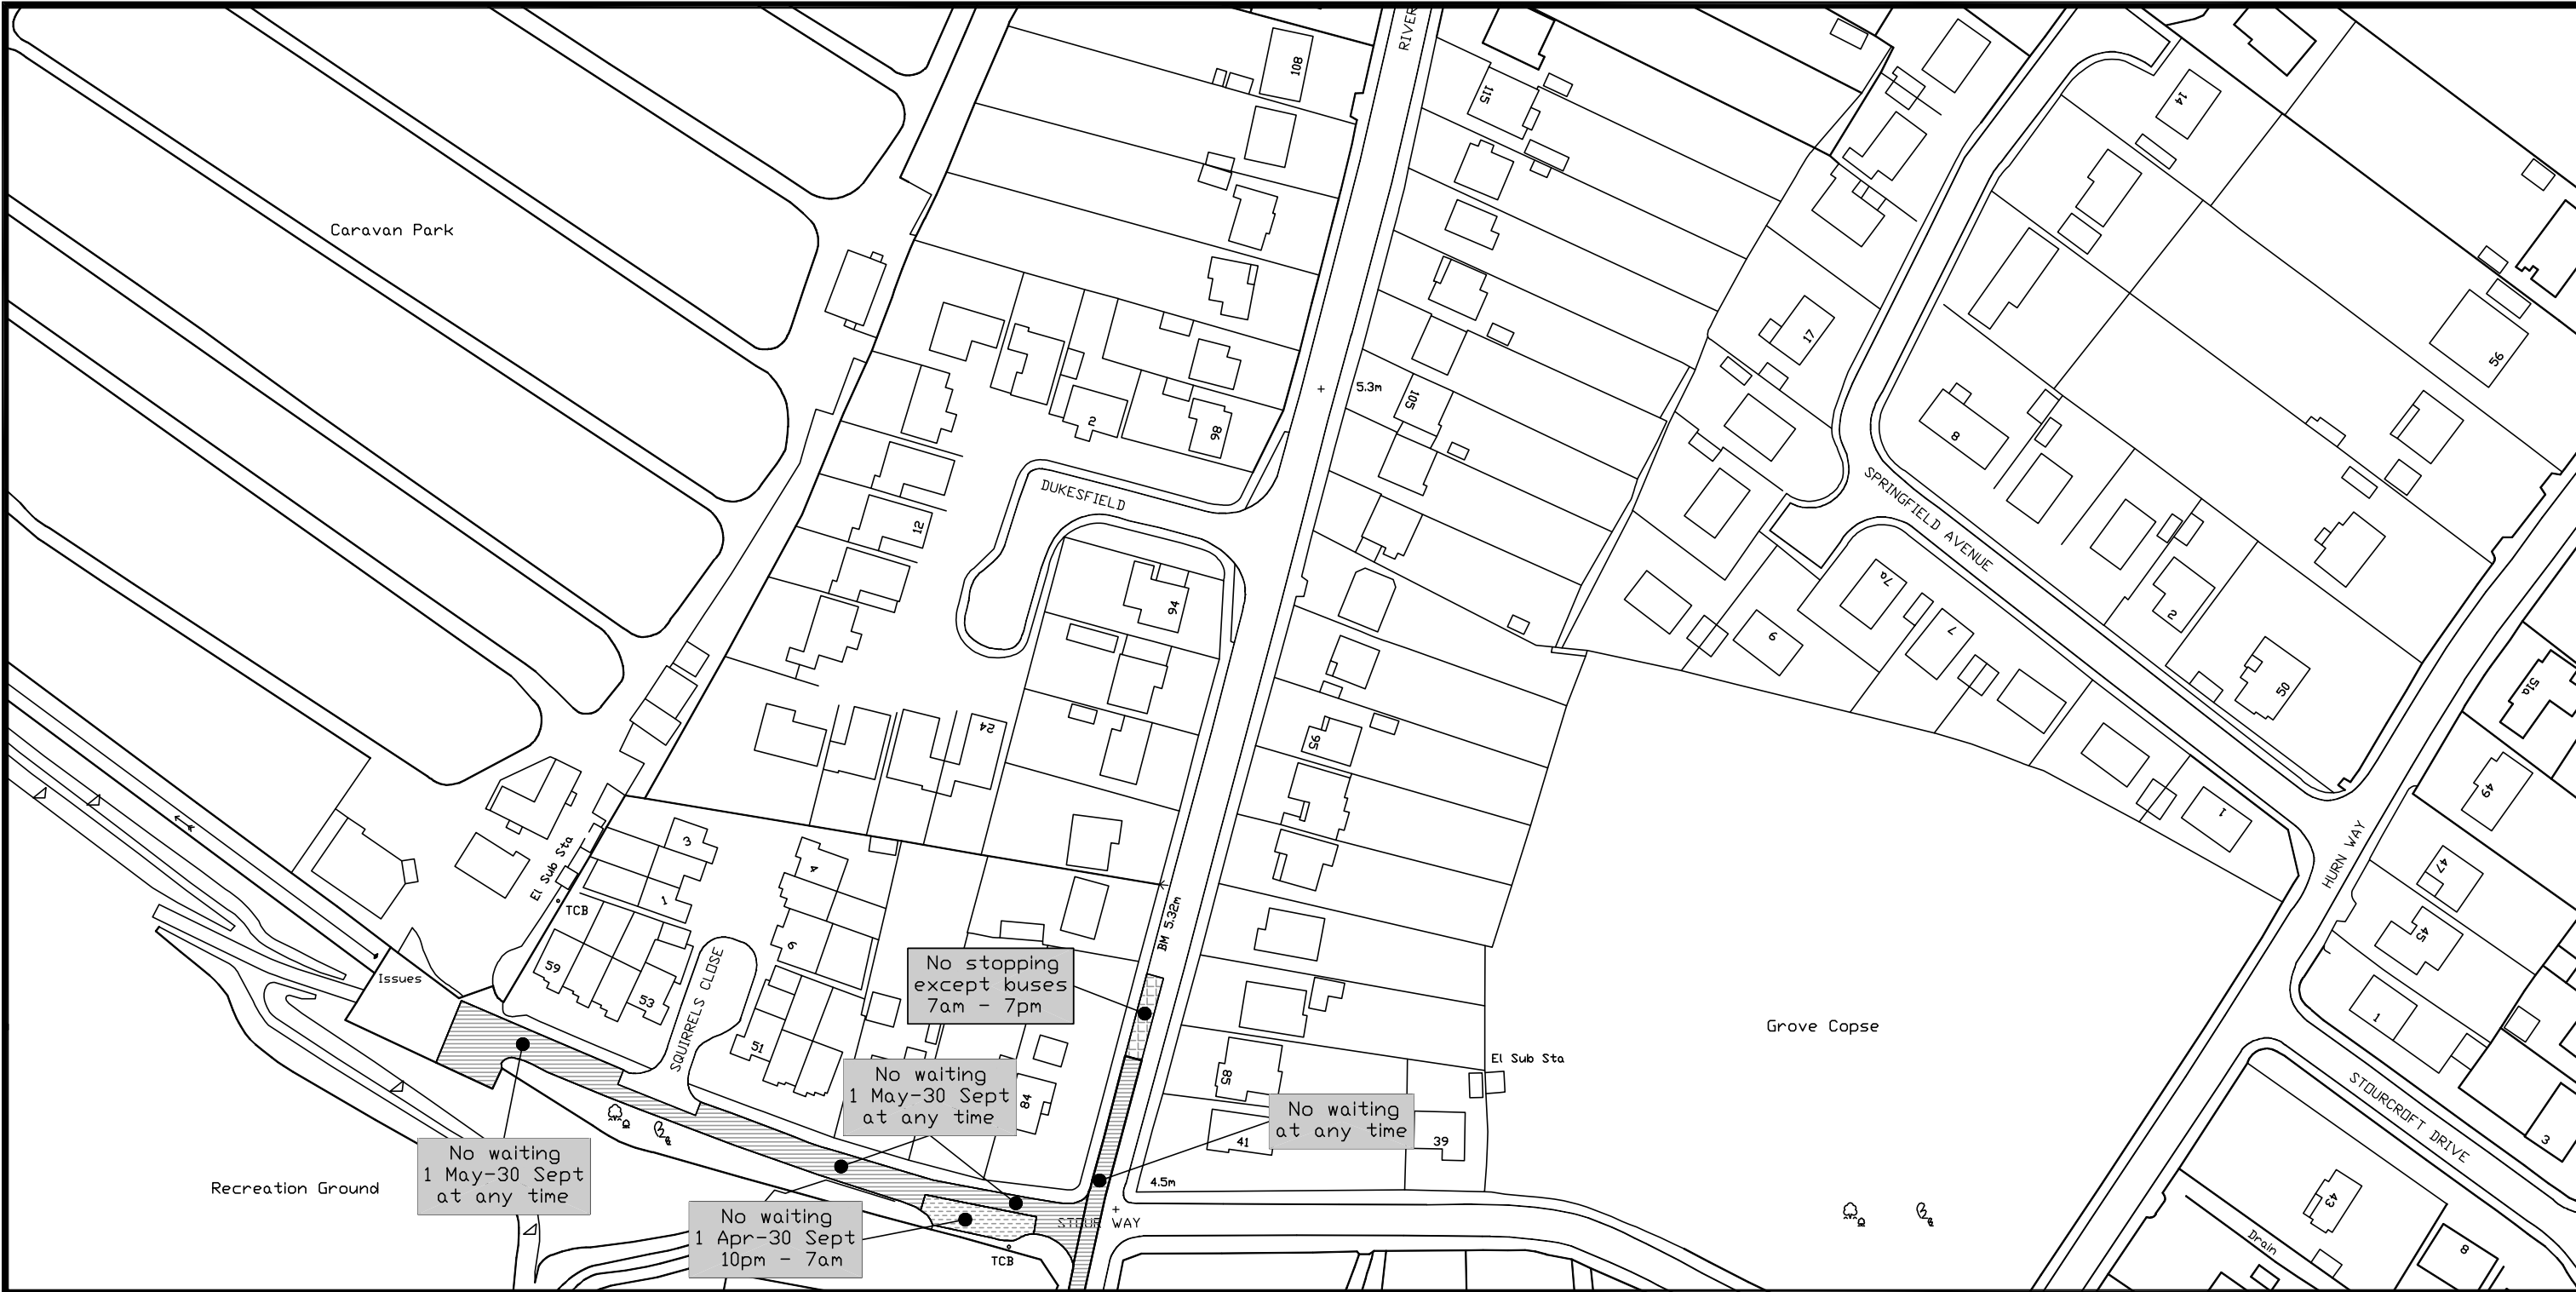 RIVER
108
115
14
Caravan Park
17
56
5.3m
105
2
98
8
SPRINGFIELD AVENUE
DUKESFIELD
12
94
7a
7
9
2
50
51a
24
95
49
1
HURN WAY
3
4
1
El Sub Sta
TCB
47
45
BM 5.32m
6
59
53
Issues
SQUIRRELS CLOSE
51
No stopping
except buses
7am - 7pm
Grove Copse
1
El Sub Sta
85
84
No waiting
1 May-30 Sept
at any time
No waiting
at any time
41
39
STOURCROFT DRIVE
3
No waiting
1 May-30 Sept
at any time
Recreation Ground
4.5m
43
No waiting
1 Apr-30 Sept
10pm - 7am
STOUR WAY
TCB
Drain
8